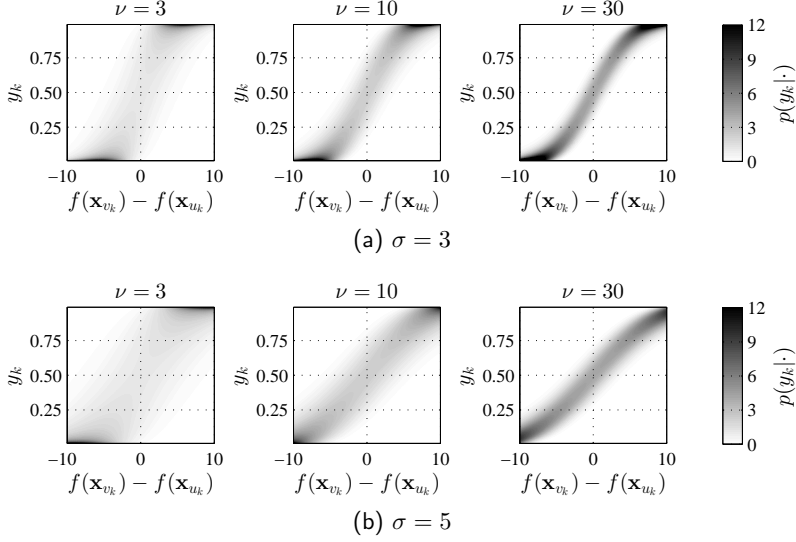 ν = 3
ν = 10
ν = 30
y_k
0.75
0.50
0.25
−10
0
10
f(x_{v_k}) − f(x_{u_k})
y_k
0.75
0.50
0.25
−10
0
10
f(x_{v_k}) − f(x_{u_k})
y_k
0.75
0.50
0.25
−10
0
10
f(x_{v_k}) − f(x_{u_k})
12
9
6
3
0
p(y_k|·)
(a) σ = 3
ν = 3
ν = 10
ν = 30
y_k
0.75
0.50
0.25
−10
0
10
f(x_{v_k}) − f(x_{u_k})
y_k
0.75
0.50
0.25
−10
0
10
f(x_{v_k}) − f(x_{u_k})
y_k
0.75
0.50
0.25
−10
0
10
f(x_{v_k}) − f(x_{u_k})
12
9
6
3
0
p(y_k|·)
(b) σ = 5